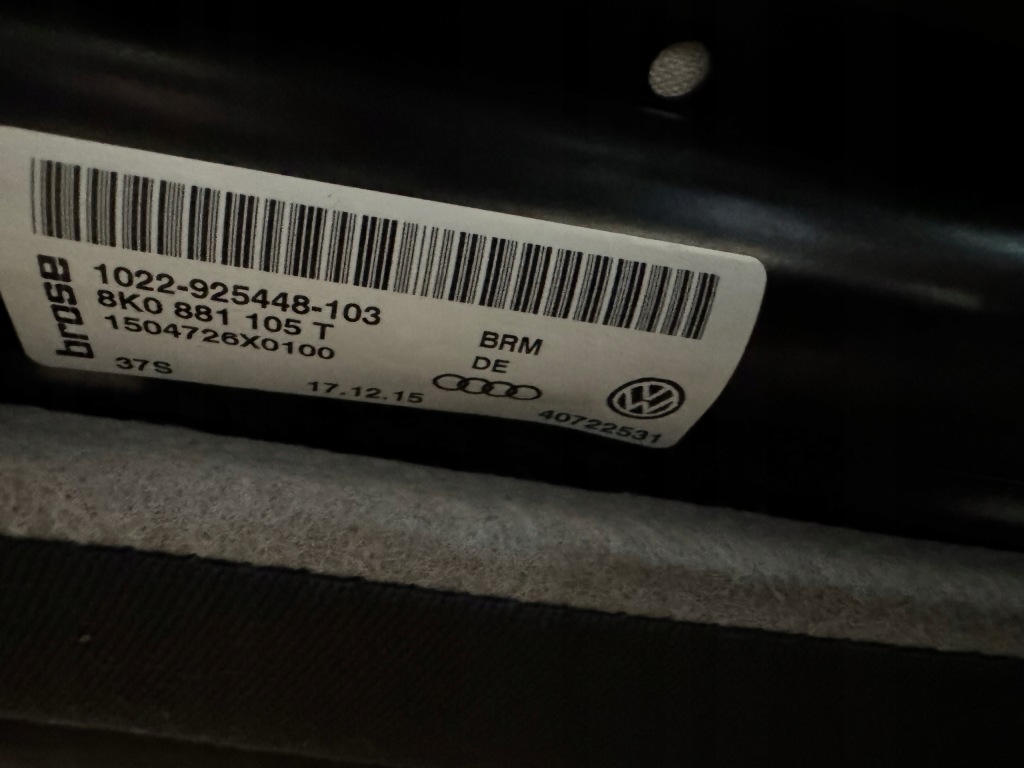 brose
1022-925448-103
8K0 881 105 T
1504726X0100
37S
17.12.15
BRM
DE
40722531